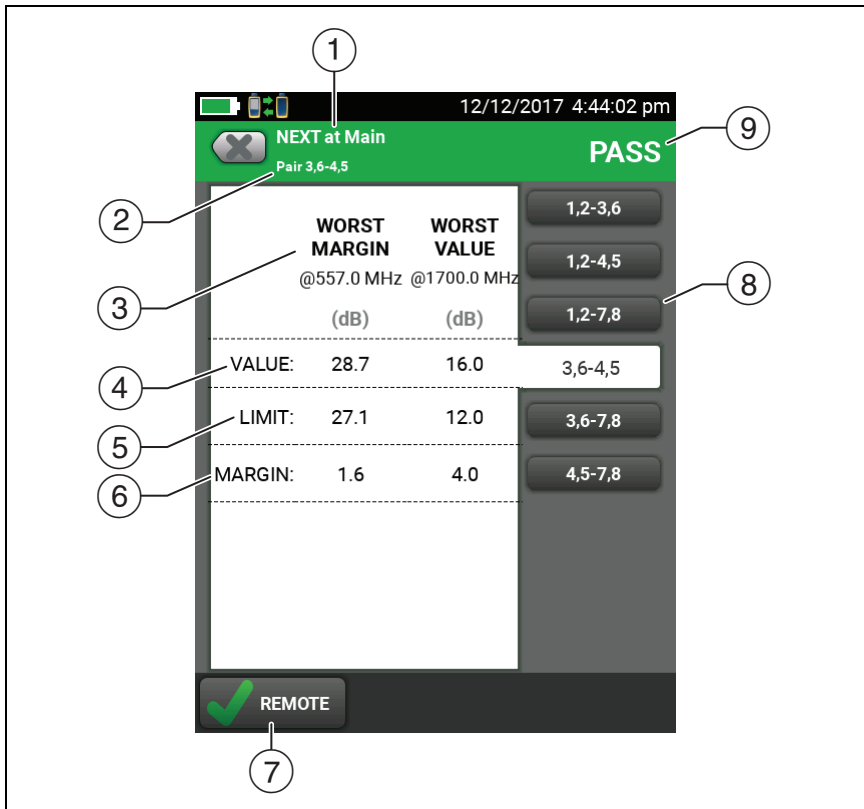 1
12/12/2017 4:44:02 pm
NEXT at Main
Pair 3,6-4,5
PASS
9
2
WORST MARGIN
WORST VALUE
@557.0 MHz @1700.0 MHz
(dB) (dB)
3
1,2-3,6
1,2-4,5
1,2-7,8
8
VALUE: 28.7 16.0
3,6-4,5
4
LIMIT: 27.1 12.0
3,6-7,8
5
MARGIN: 1.6 4.0
4,5-7,8
6
REMOTE
7